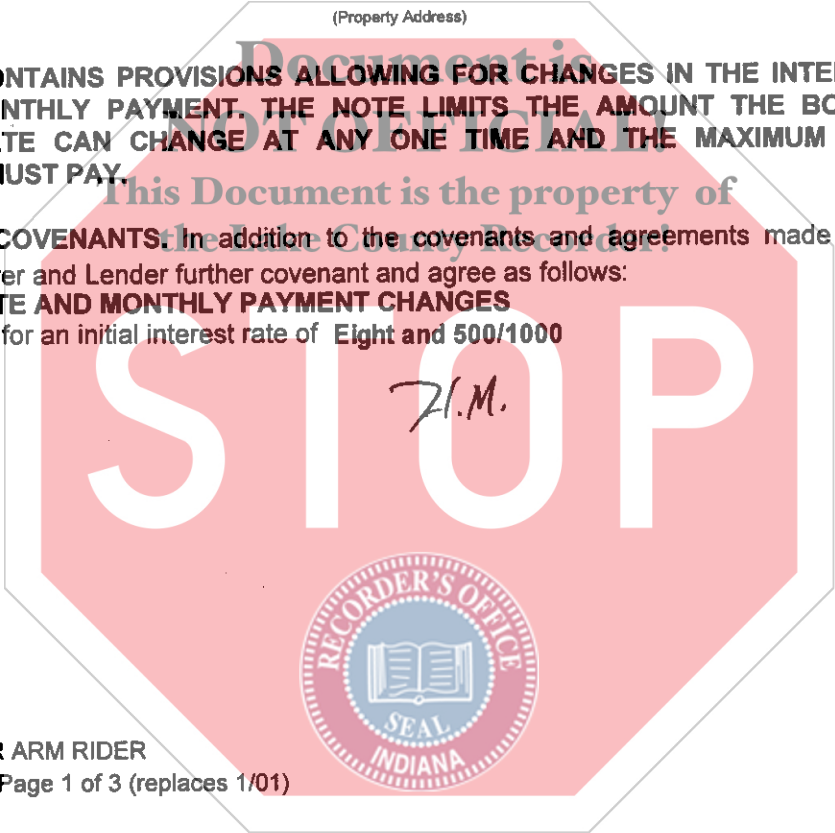 (Property Address)
Document is
ONTAINS PROVISIONS ALLOWING FOR CHANGES IN THE INTE
NTHLY PAYMENT. THE NOTE LIMITS THE AMOUNT THE BO
NOT OFFICIAL!
TE CAN CHANGE AT ANY ONE TIME AND THE MAXIMUM
UST PAY.
This Document is the property of
the Lake County Recorder!
COVENANTS. In addition to the covenants and agreements made
er and Lender further covenant and agree as follows:
TE AND MONTHLY PAYMENT CHANGES
for an initial interest rate of Eight and 500/1000
H.M.
STOP
RECORDER'S OFFICE
SEAL
INDIANA
R ARM RIDER
Page 1 of 3 (replaces 1/01)